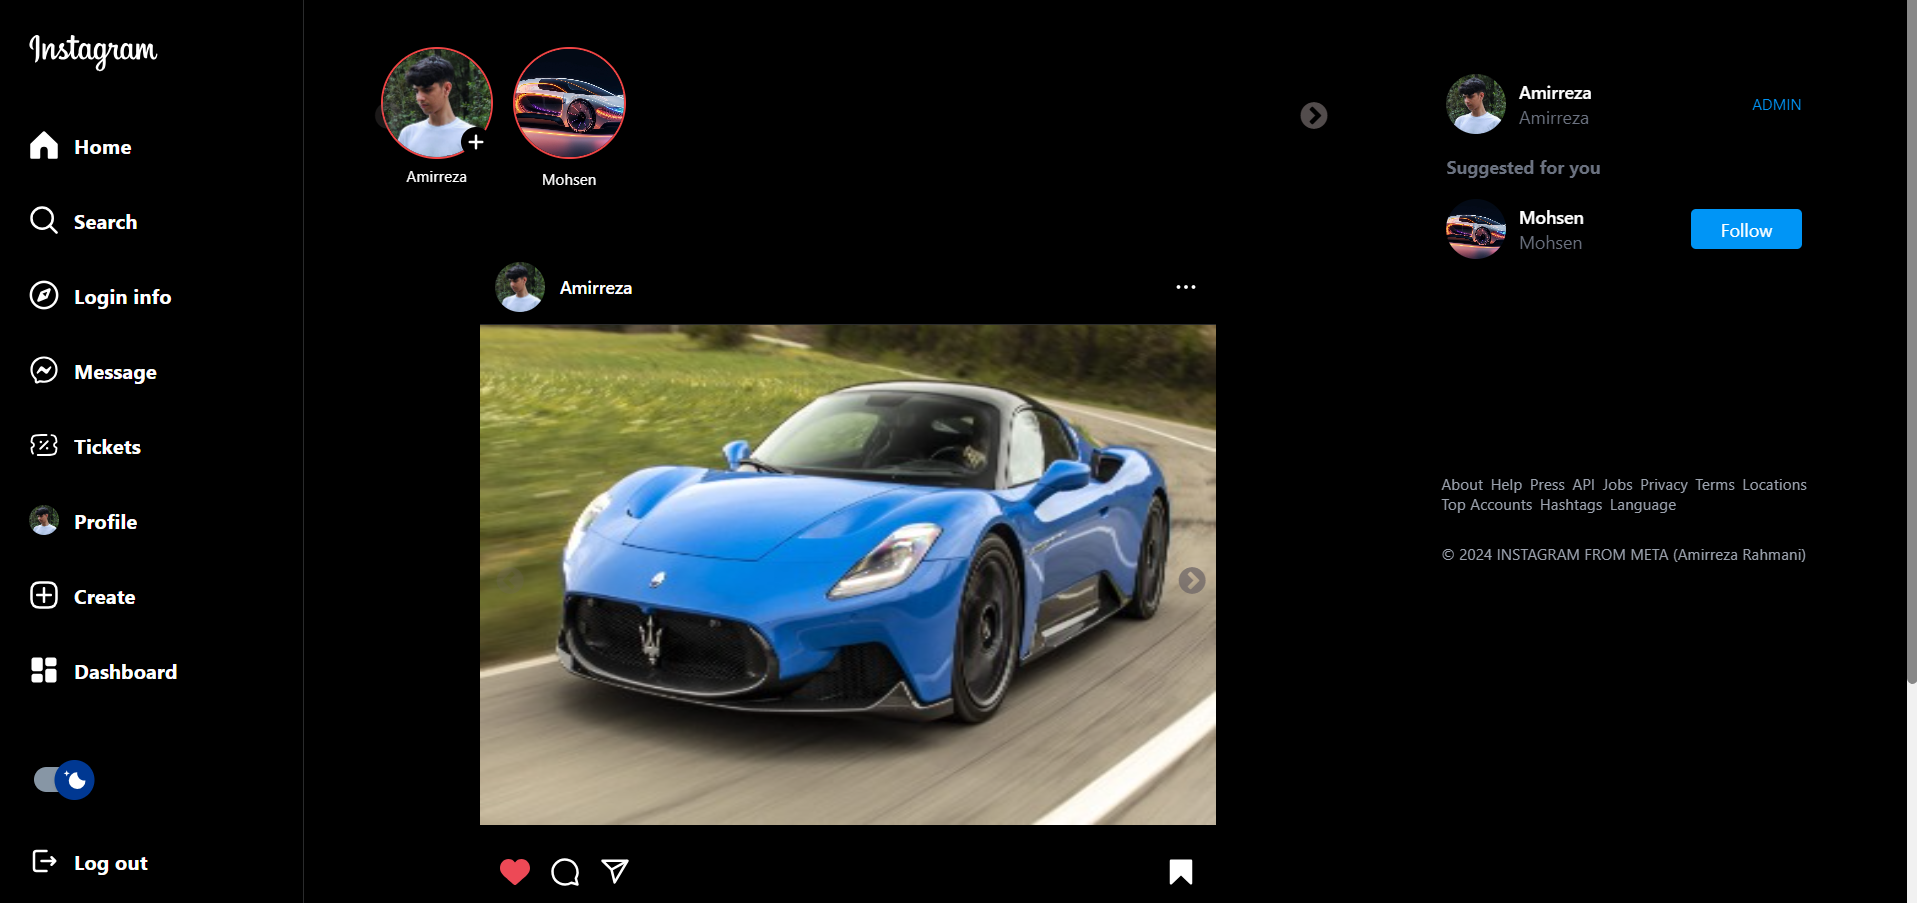 Instagram
Home
Search
Login info
Message
Tickets
Profile
Create
Dashboard
Log out
Amirreza
Mohsen
Amirreza
Amirreza
Amirreza
ADMIN
Suggested for you
Mohsen
Mohsen
Follow
About Help Press API Jobs Privacy Terms Locations
Top Accounts Hashtags Language
© 2024 INSTAGRAM FROM META (Amirreza Rahmani)